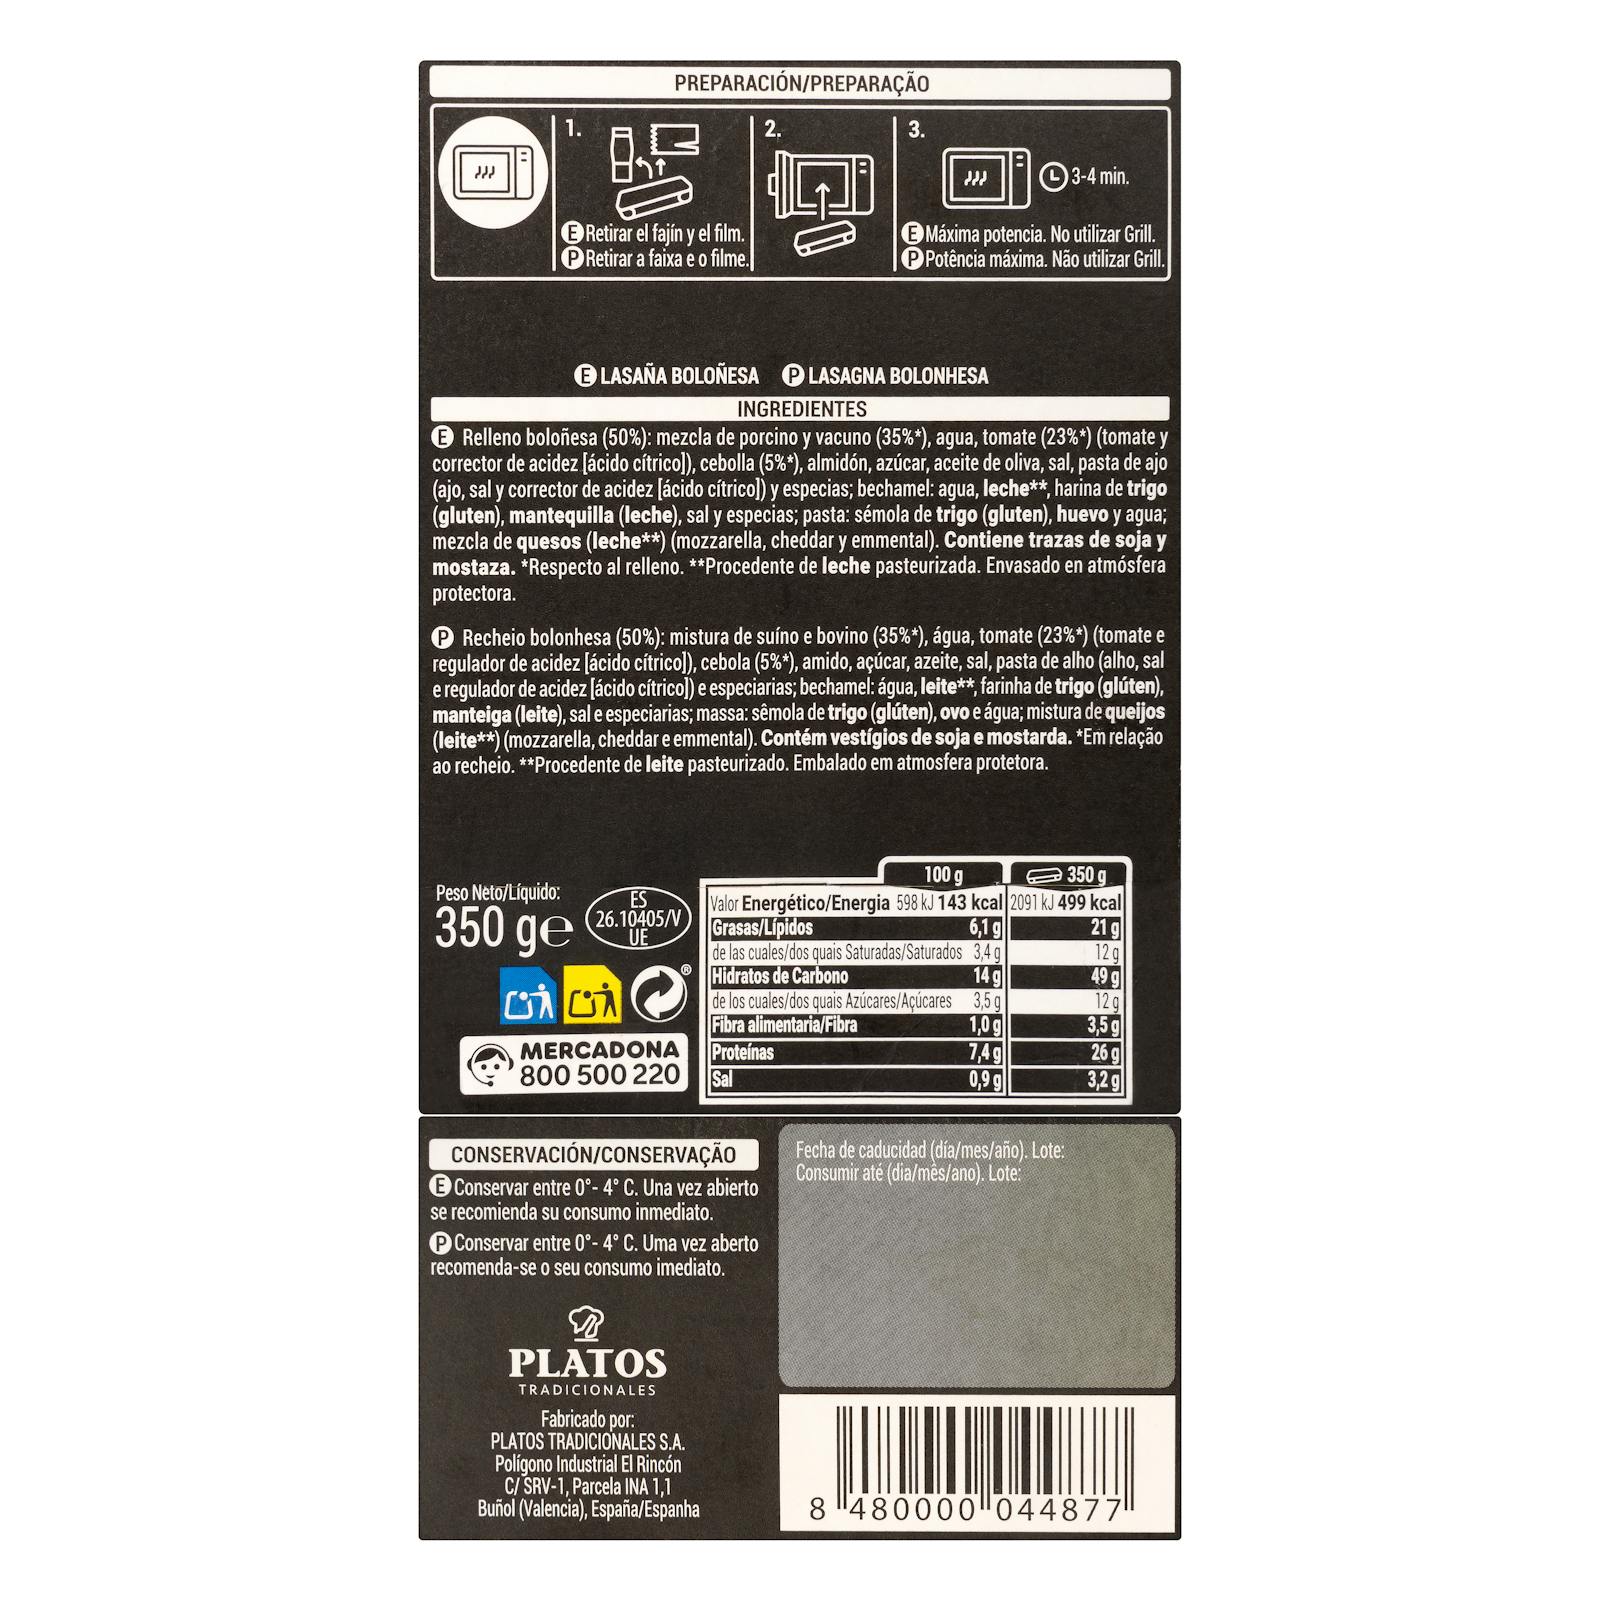 PREPARACIÓN/PREPARAÇÃO
1.
E Retirar el fajín y el film.
P Retirar a faixa e o filme.
2.
3.
3-4 min.
E Máxima potencia. No utilizar Grill.
P Potência máxima. Não utilizar Grill.
E LASAÑA BOLOÑESA P LASAGNA BOLONHESA
INGREDIENTES
E Relleno boloñesa (50%): mezcla de porcino y vacuno (35%*), agua, tomate (23%*) (tomate y
corrector de acidez [ácido cítrico]), cebolla (5%*), almidón, azúcar, aceite de oliva, sal, pasta de ajo
(ajo, sal y corrector de acidez [ácido cítrico]) y especias; bechamel: agua, leche**, harina de trigo
(gluten), mantequilla (leche), sal y especias; pasta: sémola de trigo (gluten), huevo y agua;
mezcla de quesos (leche**) (mozzarella, cheddar y emmental). Contiene trazas de soja y
mostaza. *Respecto al relleno. **Procedente de leche pasteurizada. Envasado en atmósfera
protectora.
P Recheio bolonhesa (50%): mistura de suíno e bovino (35%*), água, tomate (23%*) (tomate e
regulador de acidez [ácido cítrico]), cebola (5%*), amido, açúcar, azeite, sal, pasta de alho (alho, sal
e regulador de acidez [ácido cítrico]) e especiarias; bechamel: água, leite**, farinha de trigo (glúten),
manteiga (leite), sal e especiarias; massa: sêmola de trigo (glúten), ovo e água; mistura de queijos
(leite**) (mozzarella, cheddar e emmental). Contém vestígios de soja e mostarda. *Em relação
ao recheio. **Procedente de leite pasteurizado. Embalado em atmosfera protetora.
Peso Neto/Líquido:
350 g e
ES
26.10405/V
UE
®
MERCADONA
800 500 220
100 g 350 g
Valor Energético/Energia 598 kJ 143 kcal 2091 kJ 499 kcal
Grasas/Lípidos 6,1 g 21 g
de las cuales/dos quais Saturadas/Saturados 3,4 g 12 g
Hidratos de Carbono 14 g 49 g
de los cuales/dos quais Azúcares/Açúcares 3,5 g 12 g
Fibra alimentaria/Fibra 1,0 g 3,5 g
Proteínas 7,4 g 26 g
Sal 0,9 g 3,2 g
CONSERVACIÓN/CONSERVAÇÃO
E Conservar entre 0°- 4° C. Una vez abierto
se recomienda su consumo inmediato.
P Conservar entre 0°- 4° C. Uma vez aberto
recomenda-se o seu consumo imediato.
PLATOS
TRADICIONALES
Fabricado por:
PLATOS TRADICIONALES S.A.
Polígono Industrial El Rincón
C/ SRV-1, Parcela INA 1,1
Buñol (Valencia), España/Espanha
Fecha de caducidad (día/mes/año). Lote:
Consumir até (dia/mês/ano). Lote:
8 480000 044877